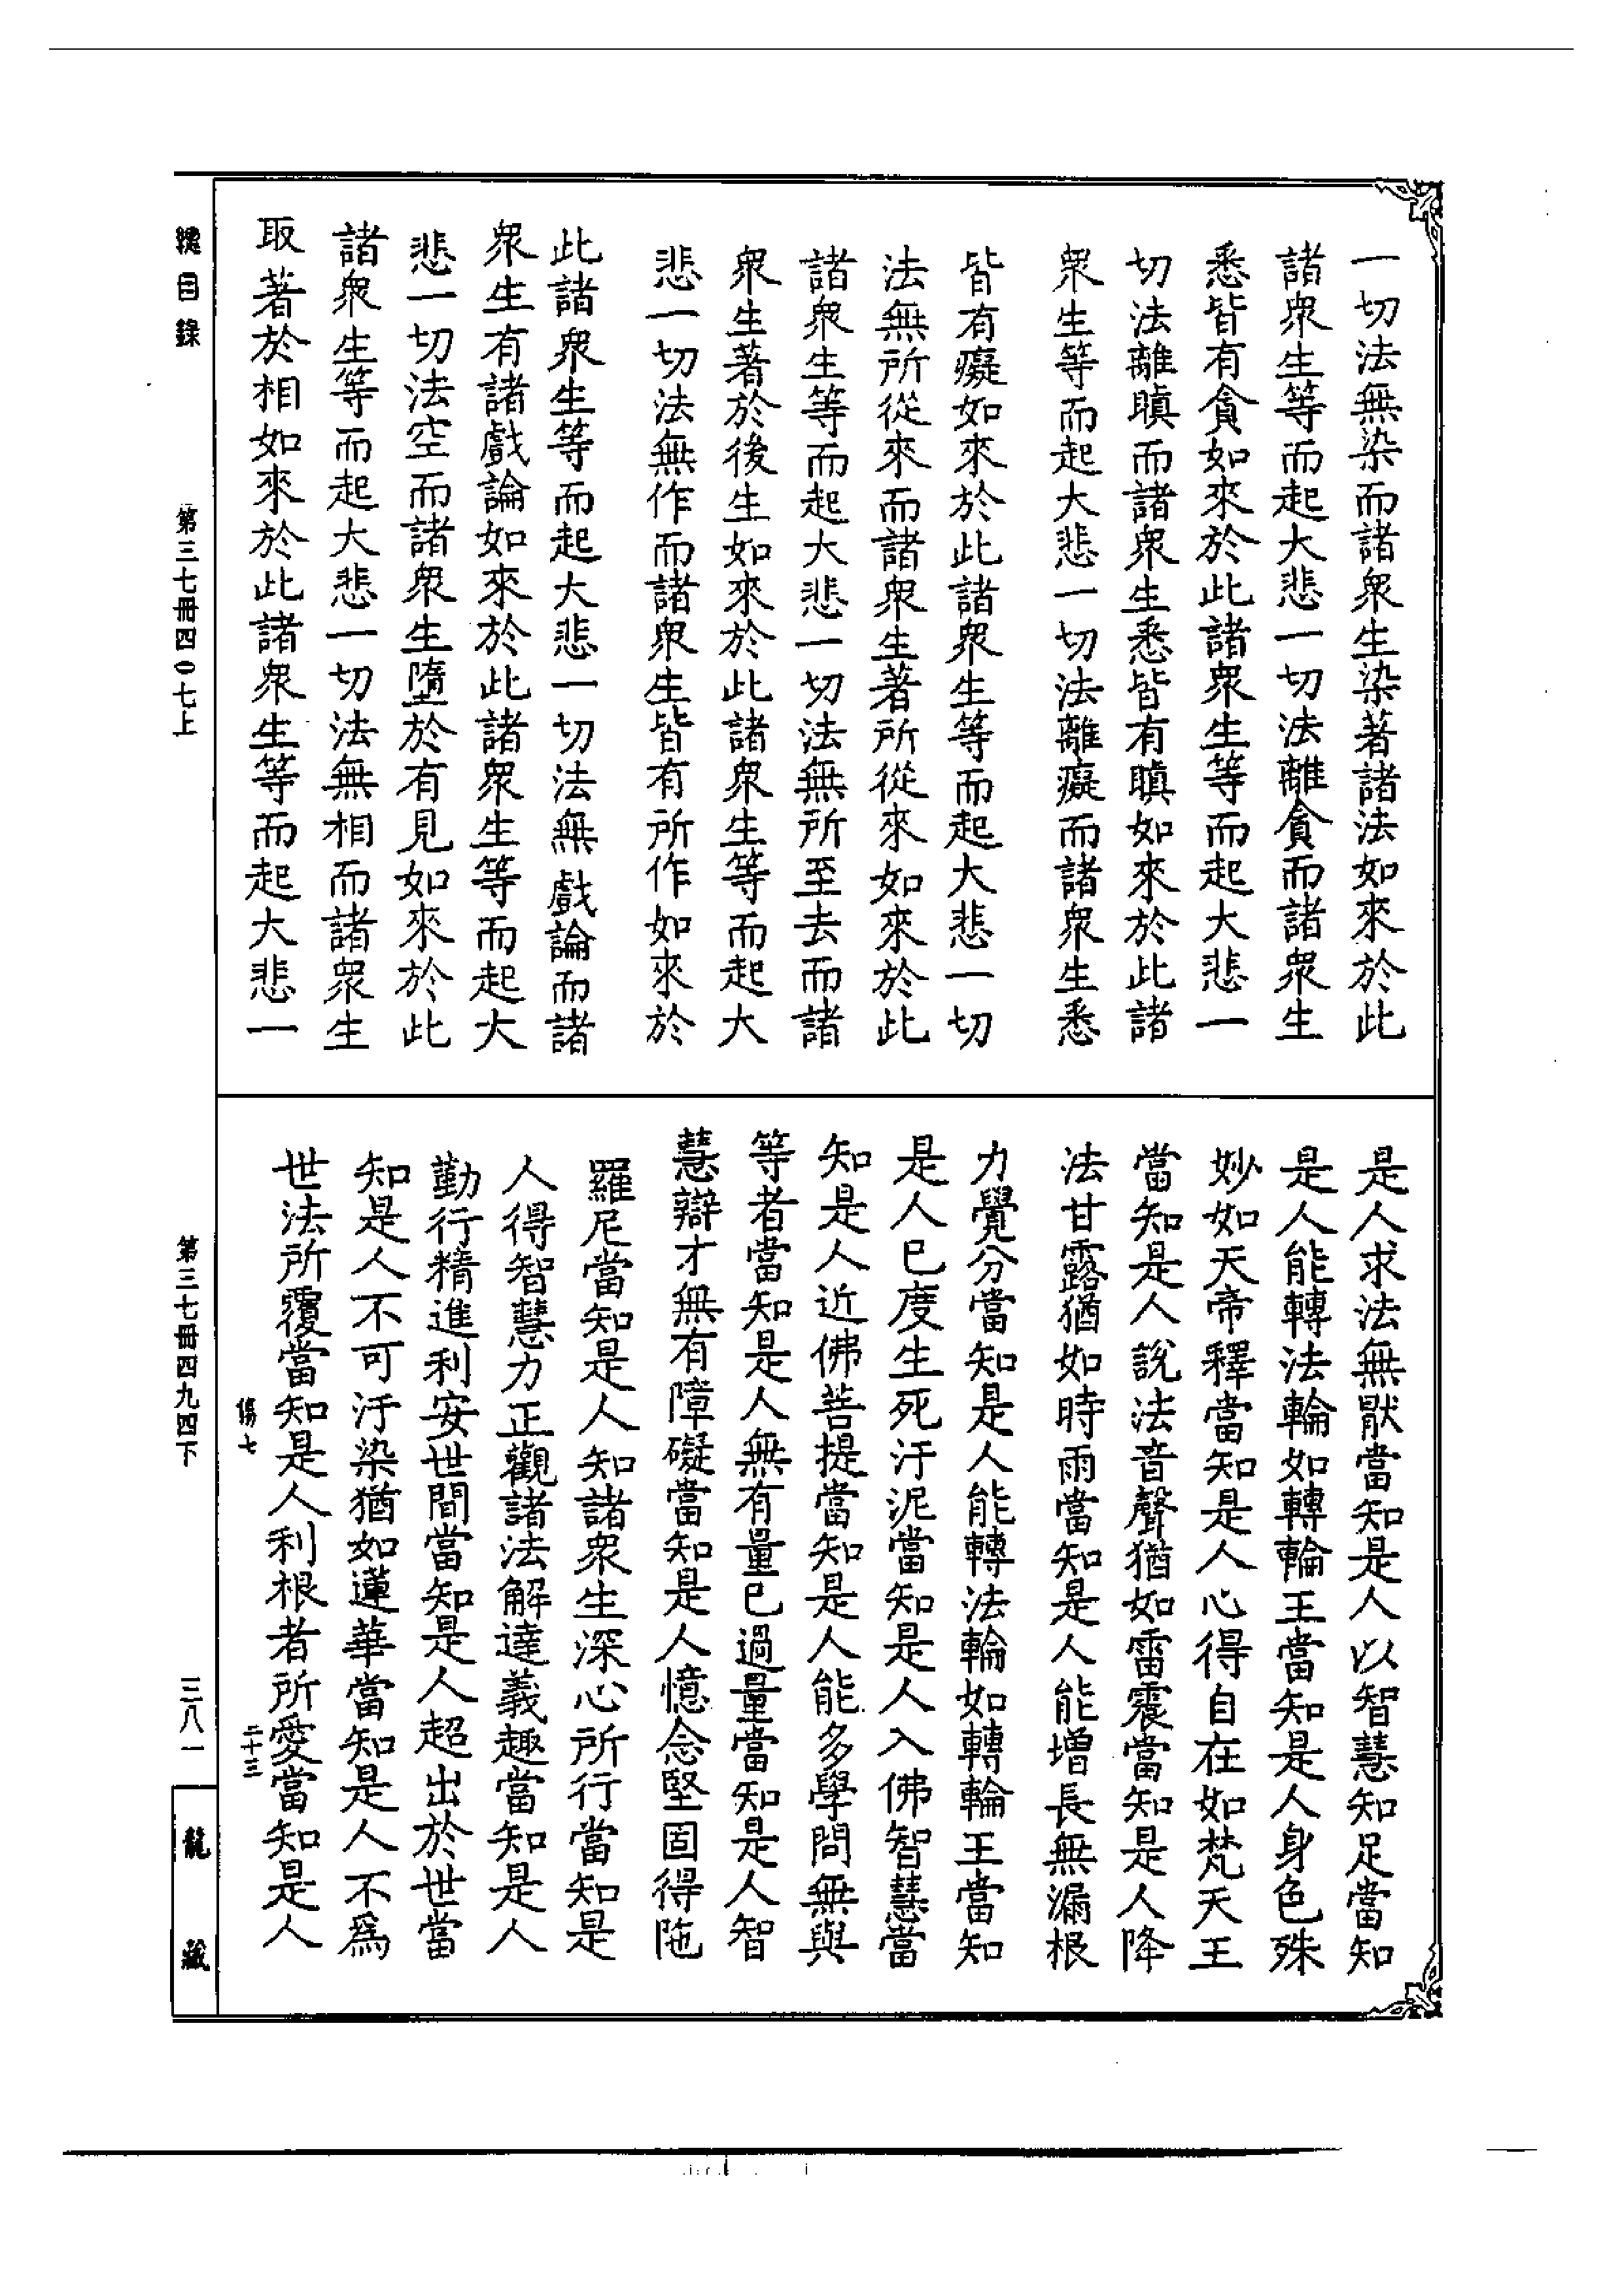 一切法無染而諸衆生染著諸法如來於此
諸衆生等而起大悲一切法離貪而諸衆生
悉皆有貪如來於此諸衆生等而起大悲一
切法離瞋而諸衆生悉皆有瞋如來於此諸
衆生等而起大悲一切法離癡而諸衆生悉
皆有癡如來於此諸衆生等而起大悲一切
法無所從來而諸衆生著所從來如來於此
諸衆生等而起大悲一切法無所至去而諸
衆生著於後生如來於此諸衆生等而起大
悲一切法無作而諸衆生皆有所作如來於
此諸衆生等而起大悲一切法無戲論而諸
衆生有諸戲論如來於此諸衆生等而起大
悲一切法空而諸衆生墮於有見如來於此
諸衆生等而起大悲一切法無相而諸衆生
取著於相如來於此諸衆生等而起大悲一
是人求法無猒當知是人以智慧知足當知
是人能轉法輪如轉輪王當知是人身色殊
妙如天帝釋當知是人心得自在如梵天王
當知是人說法音聲猶如雷震當知是人降
法甘露猶如時雨當知是人能增長無漏根
力覺分當知是人能轉法輪如轉輪王當知
是人已度生死汙泥當知是人入佛智慧當
知是人近佛菩提當知是人能多學問無與
等者當知是人無有量已過量當知是人智
慧辯才無有障礙當知是人憶念堅固得陁
羅尼當知是人知諸衆生深心所行當知是
人得智慧力正觀諸法解達義趣當知是人
勤行精進利安世間當知是人超出於世當
知是人不可汙染猶如蓮華當知是人不爲
世法所覆當知是人利根者所愛當知是人
傷七
二十三
總目錄
第三七冊四〇七上
第三七冊四九四下
三八一
龍藏